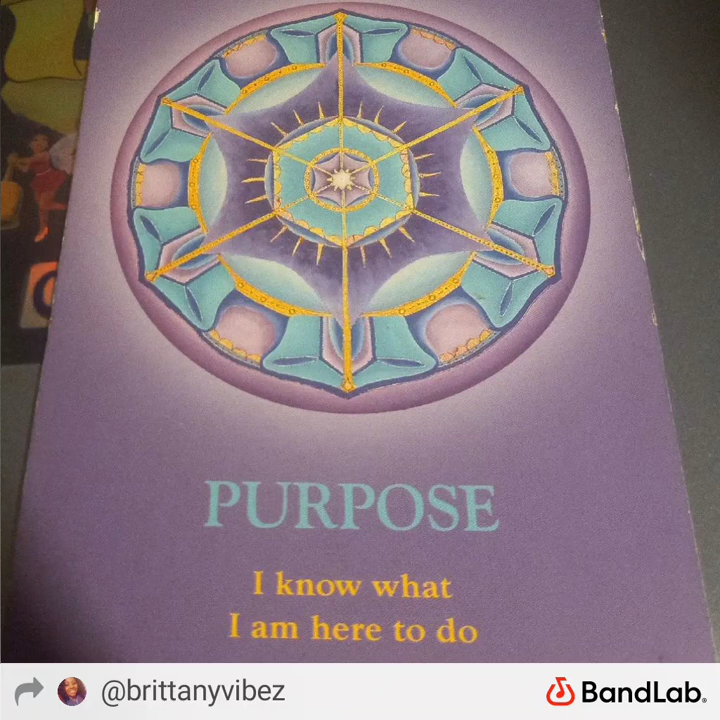 PURPOSE
I know what
I am here to do
@brittanyvibez
BandLab®